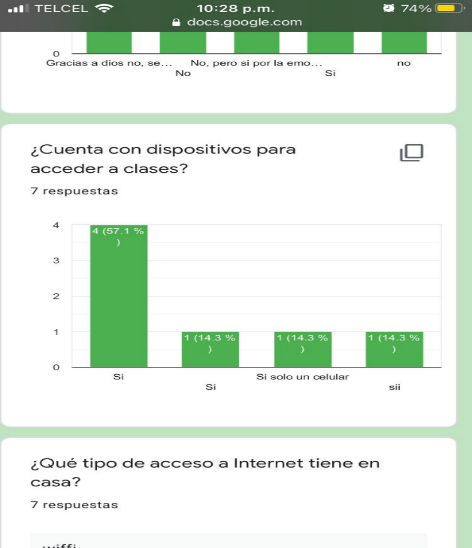 TELCEL 10:28 p.m. 74%
docs.google.com
0
Gracias a dios no, se... No, pero si por la emo... no
No Si
¿Cuenta con dispositivos para
acceder a clases?
7 respuestas
4
4 (57.1 %
)
3
2
1
1 (14.3 % 1 (14.3 % 1 (14.3 %
) ) )
0
Si Si solo un celular
Si sii
¿Qué tipo de acceso a Internet tiene en
casa?
7 respuestas
wiffi